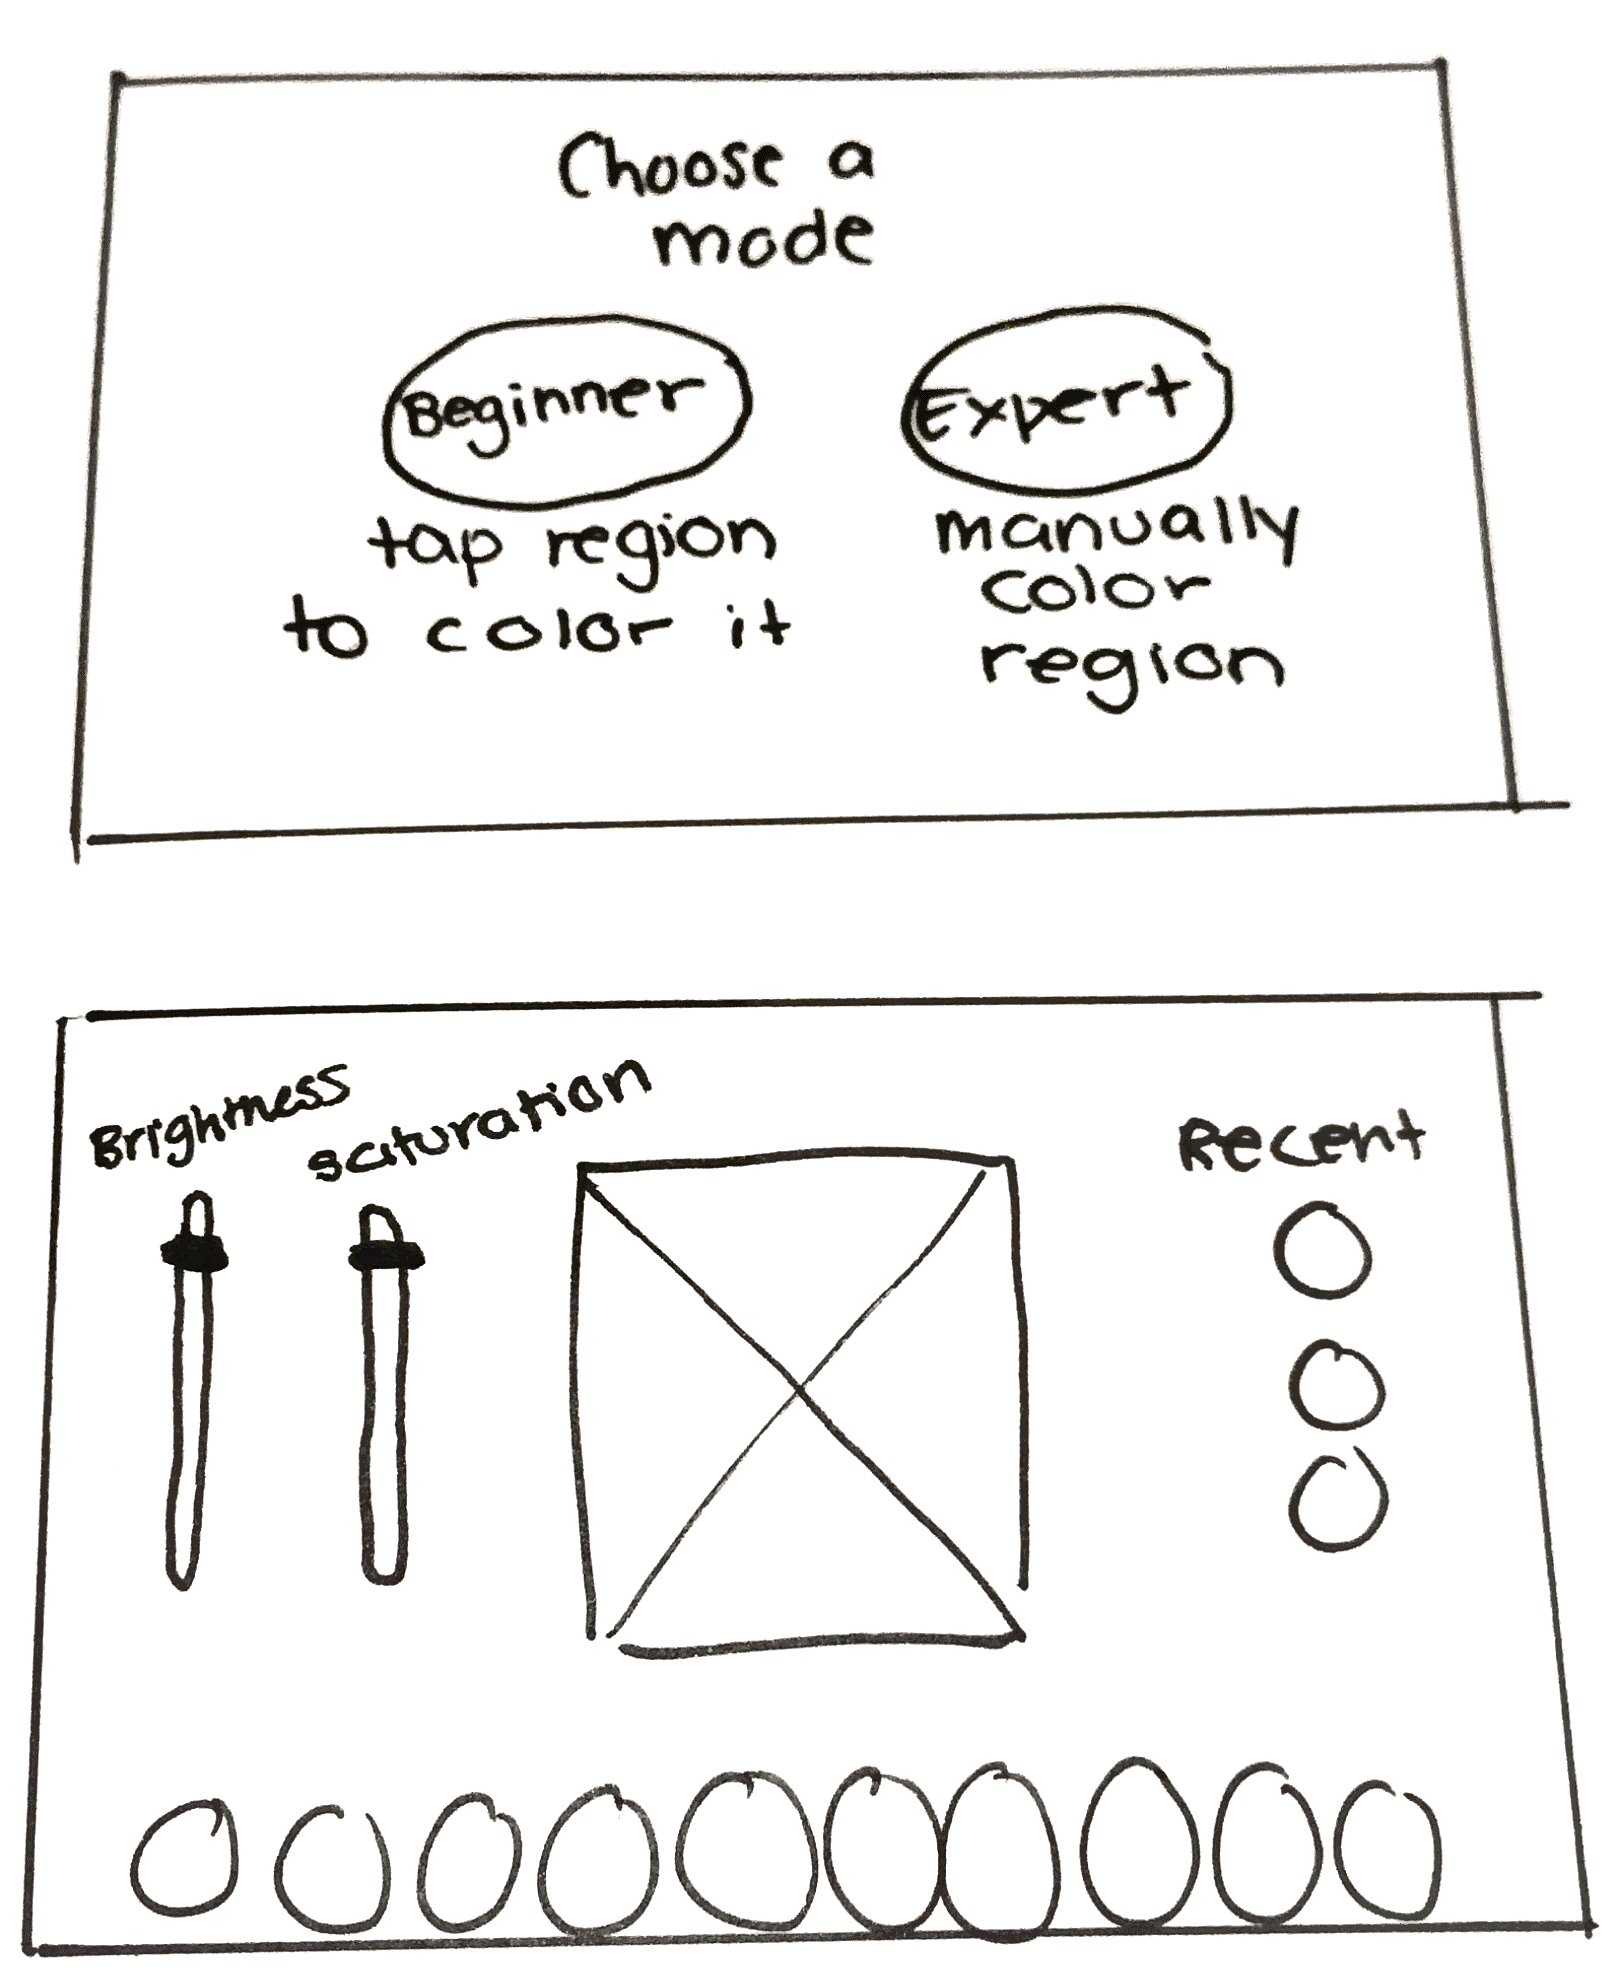 Choose a
mode
Beginner
Expert
tap region
to color it
manually
color
region
Brightness
saturation
Recent